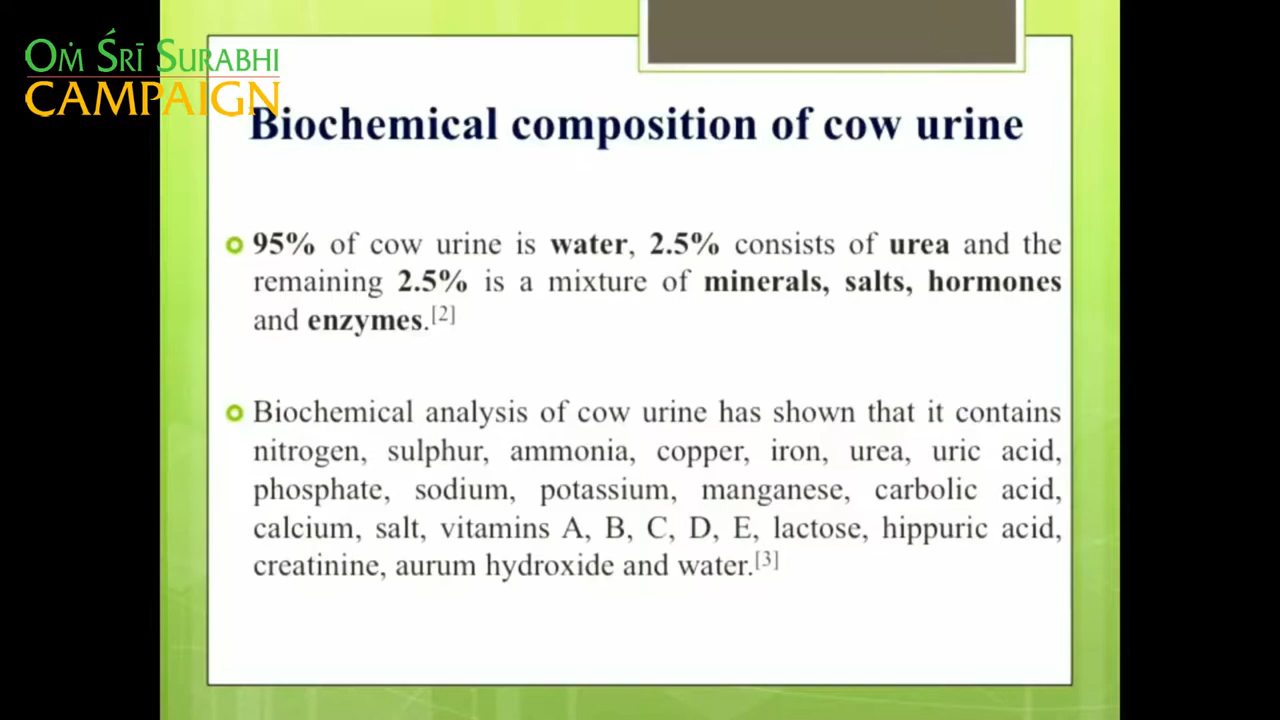 OṀ ŚRĪ SURABHI
CAMPAIGN
Biochemical composition of cow urine
95% of cow urine is water, 2.5% consists of urea and the
remaining 2.5% is a mixture of minerals, salts, hormones
and enzymes.[2]
Biochemical analysis of cow urine has shown that it contains
nitrogen, sulphur, ammonia, copper, iron, urea, uric acid,
phosphate, sodium, potassium, manganese, carbolic acid,
calcium, salt, vitamins A, B, C, D, E, lactose, hippuric acid,
creatinine, aurum hydroxide and water.[3]